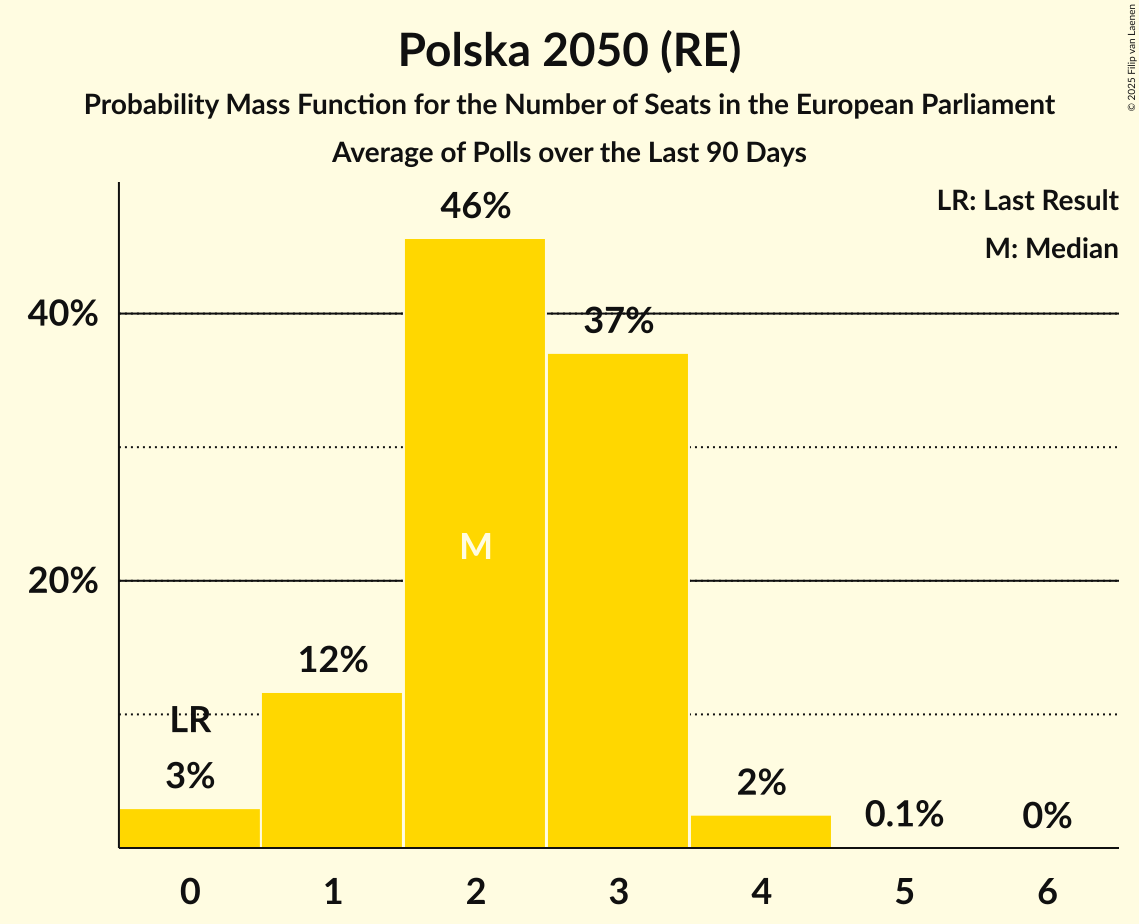 Polska 2050 (RE)
Probability Mass Function for the Number of Seats in the European Parliament
Average of Polls over the Last 90 Days
© 2025 Filip van Laenen
LR: Last Result
M: Median
46%
40%
37%
M
20%
12%
LR
3%
2%
0.1%
0%
0 1 2 3 4 5 6